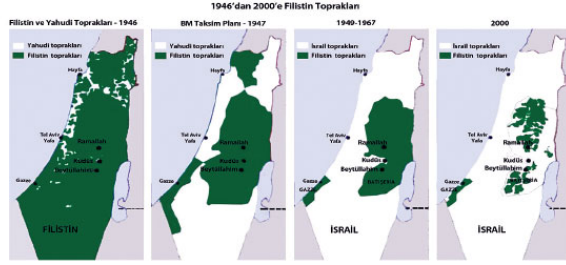 1946'dan 2000'e Filistin Toprakları
Filistin ve Yahudi Toprakları - 1946
Yahudi toprakları
Filistin toprakları
Hayfa
Tel Aviv
Yafa
Ramallah
Kudüs
Beytüllahim
Gazze
FİLİSTİN
BM Taksim Planı - 1947
Yahudi toprakları
Filistin toprakları
Hayfa
Tel Aviv
Yafa
Ramallah
Kudüs
Beytüllahim
Gazze
1949-1967
İsrail toprakları
Filistin toprakları
Hayfa
Tel Aviv
Yafa
Ramallah
Kudüs
Beytüllahim
BATI ŞERİA
Gazze
GAZZE
İSRAİL
2000
İsrail toprakları
Filistin toprakları
Hayfa
Tel Aviv
Yafa
Ramallah
Kudüs
Beytüllahim
Gazze
GAZZE
İSRAİL